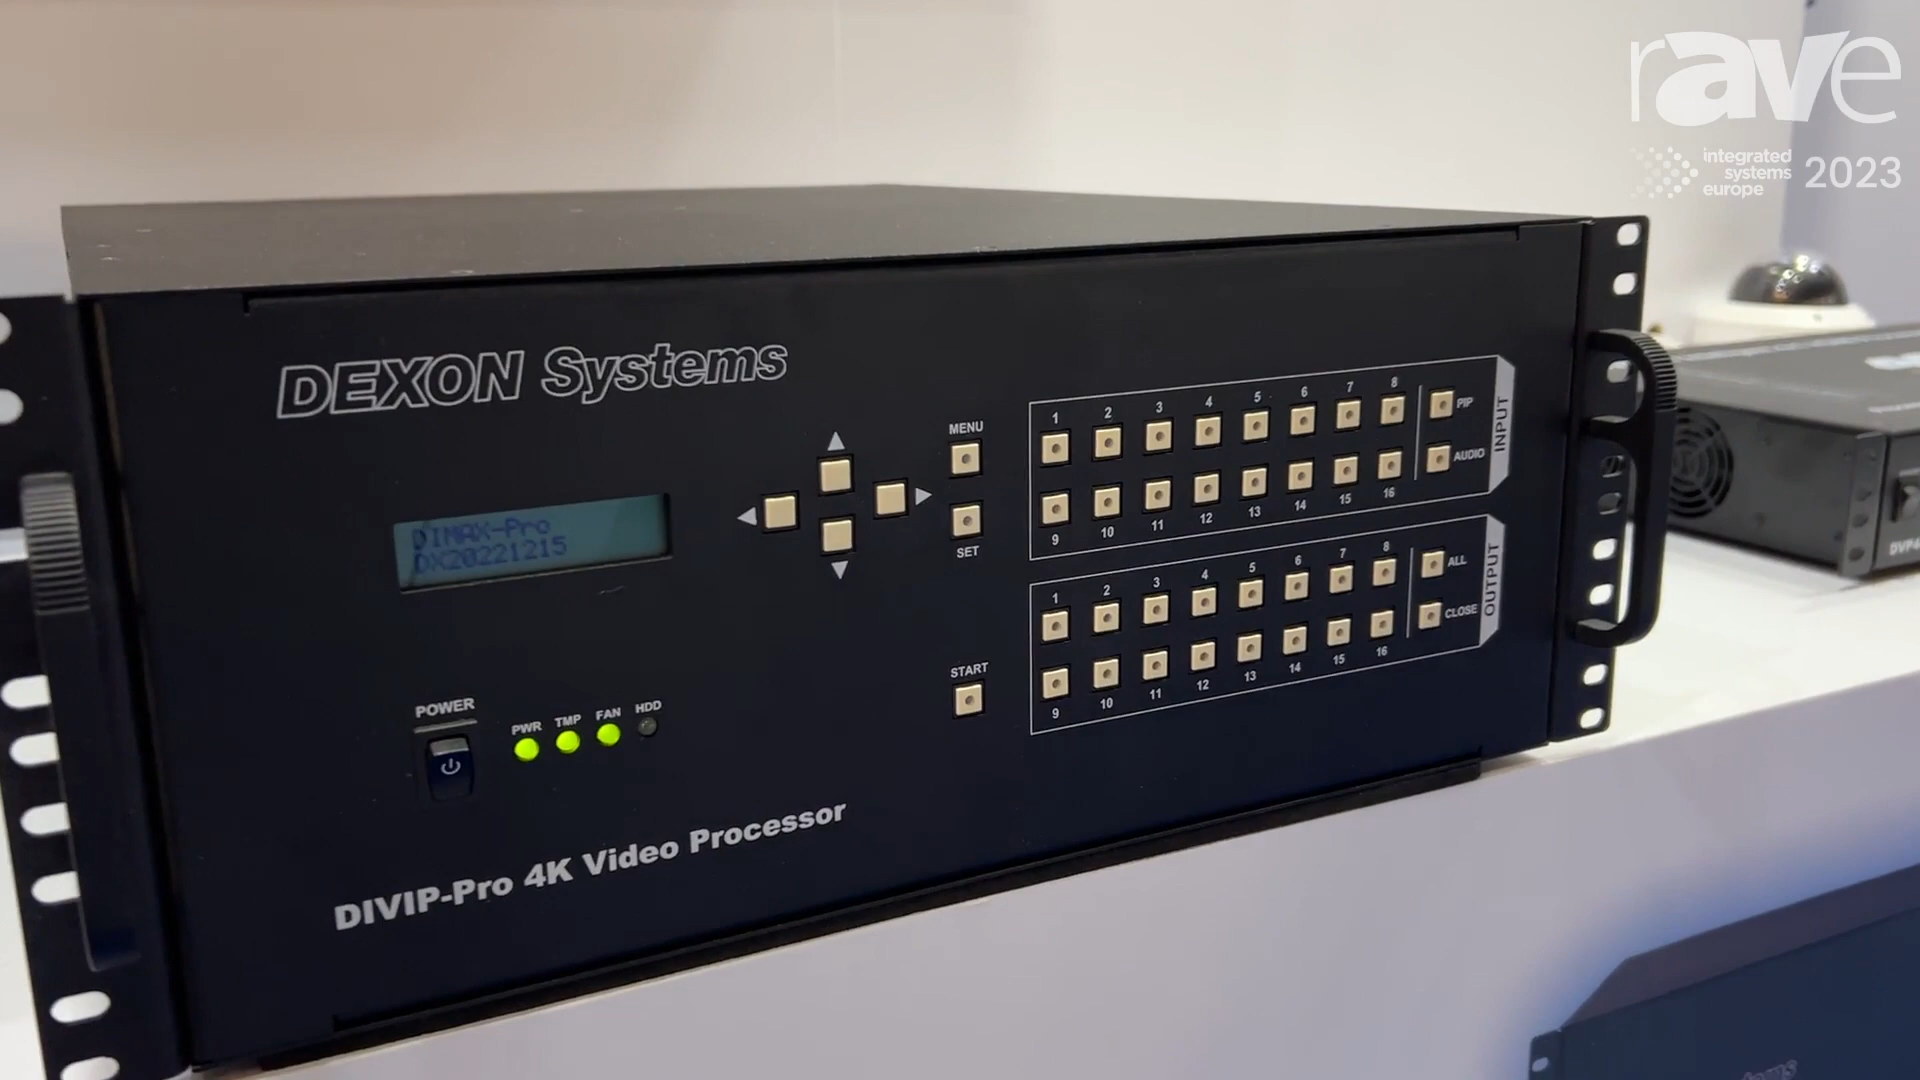 rave
integrated
systems
europe
2023
DEXON Systems
DIMAX-Pro
DX20221215
MENU
SET
START
1 2 3 4 5 6 7 8
9 10 11 12 13 14 15 16
PIP
AUDIO
INPUT
1 2 3 4 5 6 7 8
9 10 11 12 13 14 15 16
ALL
CLOSE
OUTPUT
POWER
PWR TMP FAN HDD
DIVIP-Pro 4K Video Processor